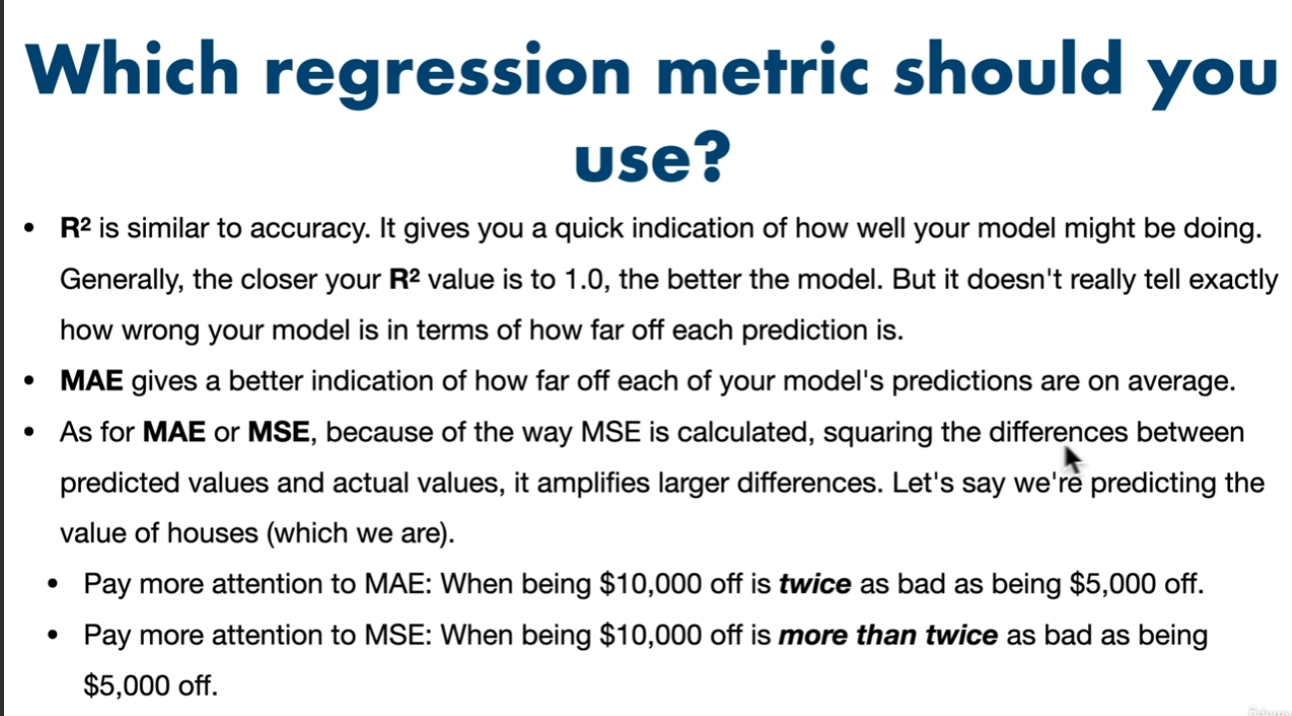 Which regression metric should you
use?
• R² is similar to accuracy. It gives you a quick indication of how well your model might be doing.
Generally, the closer your R² value is to 1.0, the better the model. But it doesn't really tell exactly
how wrong your model is in terms of how far off each prediction is.
• MAE gives a better indication of how far off each of your model's predictions are on average.
• As for MAE or MSE, because of the way MSE is calculated, squaring the differences between
predicted values and actual values, it amplifies larger differences. Let's say we're predicting the
value of houses (which we are).
• Pay more attention to MAE: When being $10,000 off is twice as bad as being $5,000 off.
• Pay more attention to MSE: When being $10,000 off is more than twice as bad as being
$5,000 off.